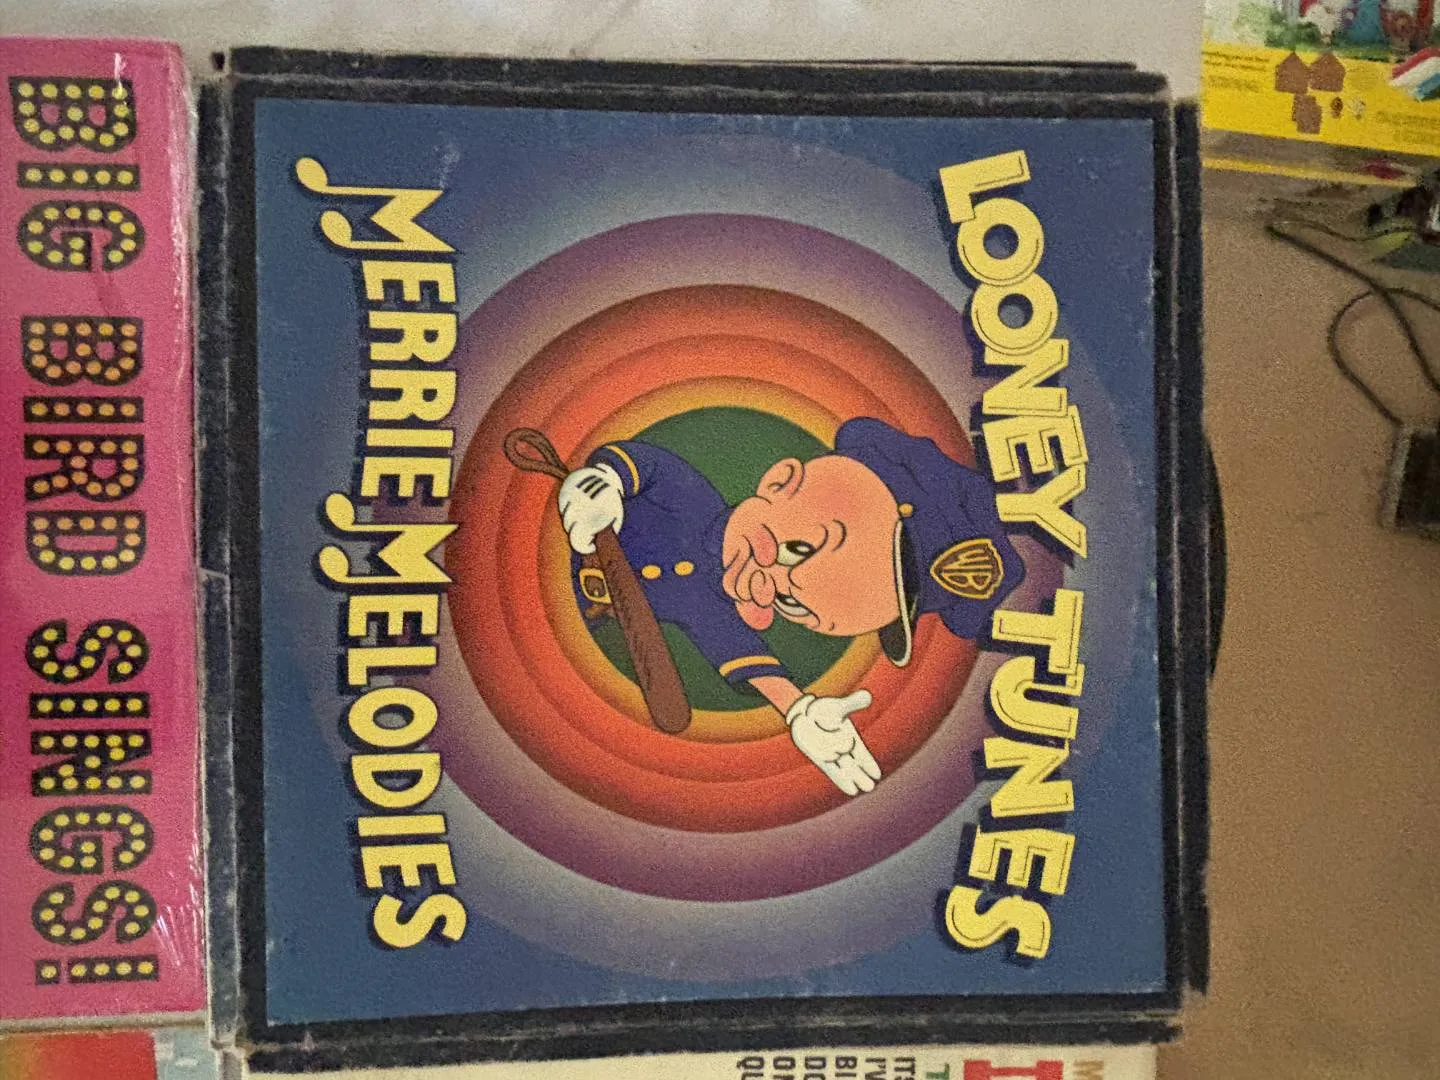 LOONEY TUNES
WB
MERRIE MELODIES
BIG BIRD SINGS!